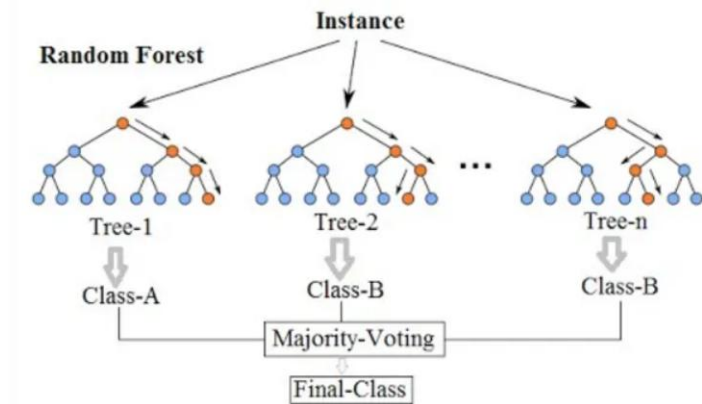 Instance
Random Forest
...
Tree-1
Tree-2
Tree-n
Class-A
Class-B
Class-B
Majority-Voting
Final-Class